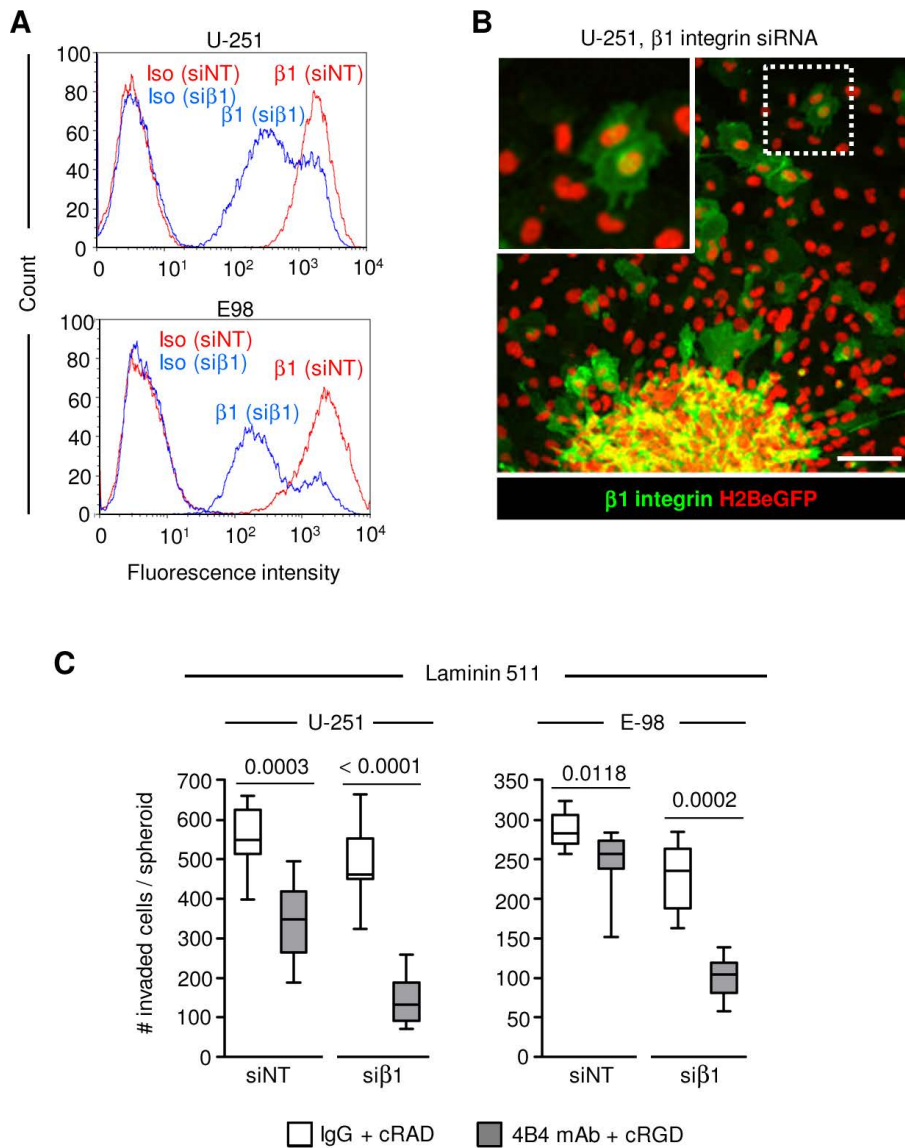 A
U-251
Count
100
80
60
40
20
0
Iso (siNT)
Iso (siβ1)
β1 (siNT)
β1 (siβ1)
0 10¹ 10² 10³ 10⁴
E98
100
80
60
40
20
0
Iso (siNT)
Iso (siβ1)
β1 (siNT)
β1 (siβ1)
0 10¹ 10² 10³ 10⁴
Fluorescence intensity
B
U-251, β1 integrin siRNA
β1 integrin H2BeGFP
C
Laminin 511
U-251
# invaded cells / spheroid
700
600
500
400
300
200
100
0
0.0003
< 0.0001
siNT siβ1
E-98
350
300
250
200
150
100
50
0
0.0118
0.0002
siNT siβ1
IgG + cRAD 4B4 mAb + cRGD